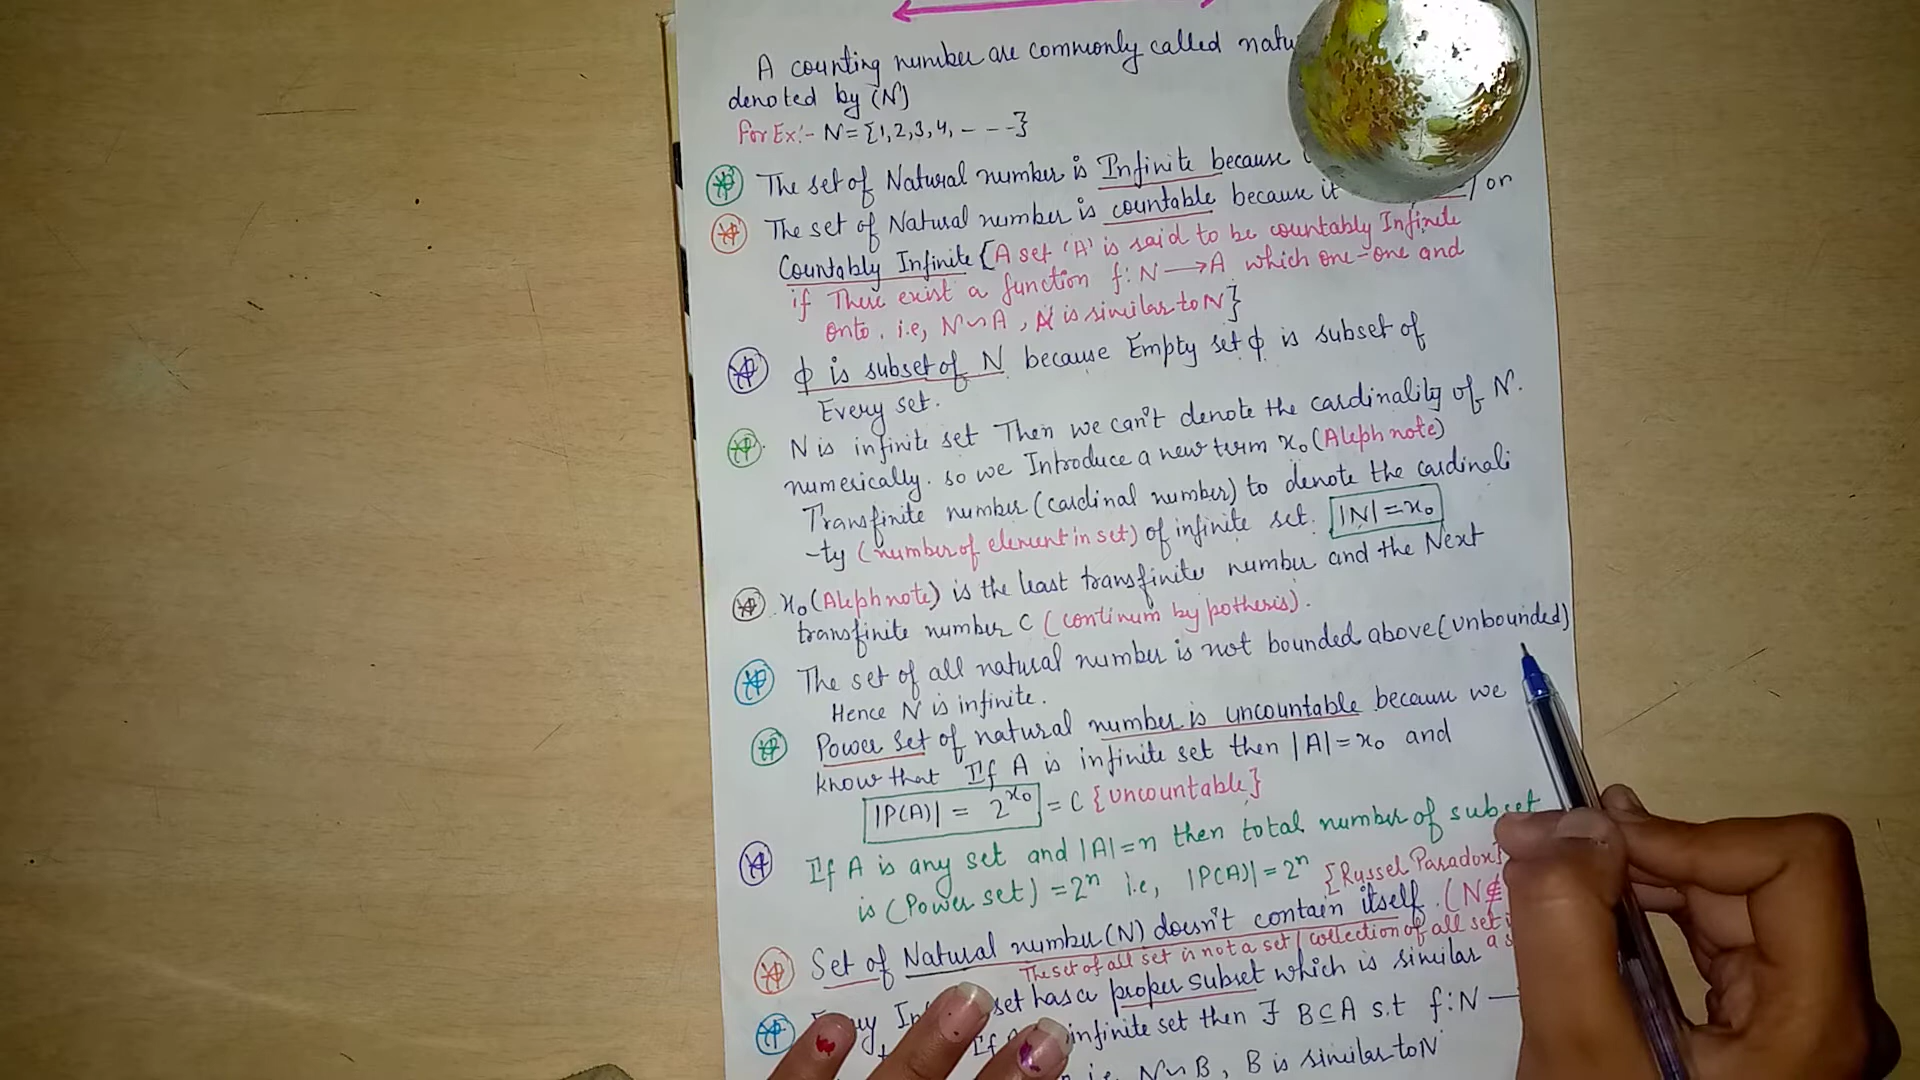 A counting number are commonly called natu
denoted by (N)
For Ex:- N = {1,2,3,4, - - - }
The set of Natural number is Infinite because
The set of Natural number is countable because it / or
Countably Infinite [A set 'A' is said to be countably Infinite
if There exist a function f: N → A which one-one and
onto. i.e, N ~ A, A is similar to N}
ϕ is subset of N because Empty set ϕ is subset of
Every set.
N is infinite set Then we can't denote the cardinality of N.
numerically. so we Introduce a new term x₀ (Aleph note)
Transfinite number (cardinal number) to denote the cardinali
-ty (number of element in set) of infinite set. |N| = x₀
x₀ (Aleph note) is the least transfinite number and the Next
transfinite number C (continum by pothesis).
The set of all natural number is not bounded above (unbounded)
Hence N is infinite.
Power set of natural number is uncountable because we
know that If A is infinite set then |A| = x₀ and
|P(A)| = 2^x₀ = C {uncountable}
If A is any set and |A| = n then total number of subset
is (Power set) = 2ⁿ i.e, |P(A)| = 2ⁿ {Russel Paradox}
Set of Natural number (N) doesn't contain itself. (N∉
The set of all set is not a set / collection of all set
set has a proper subset which is similar
infinite set then ∃ B ⊆ A s.t f: N
N ~ B, B is similar to N